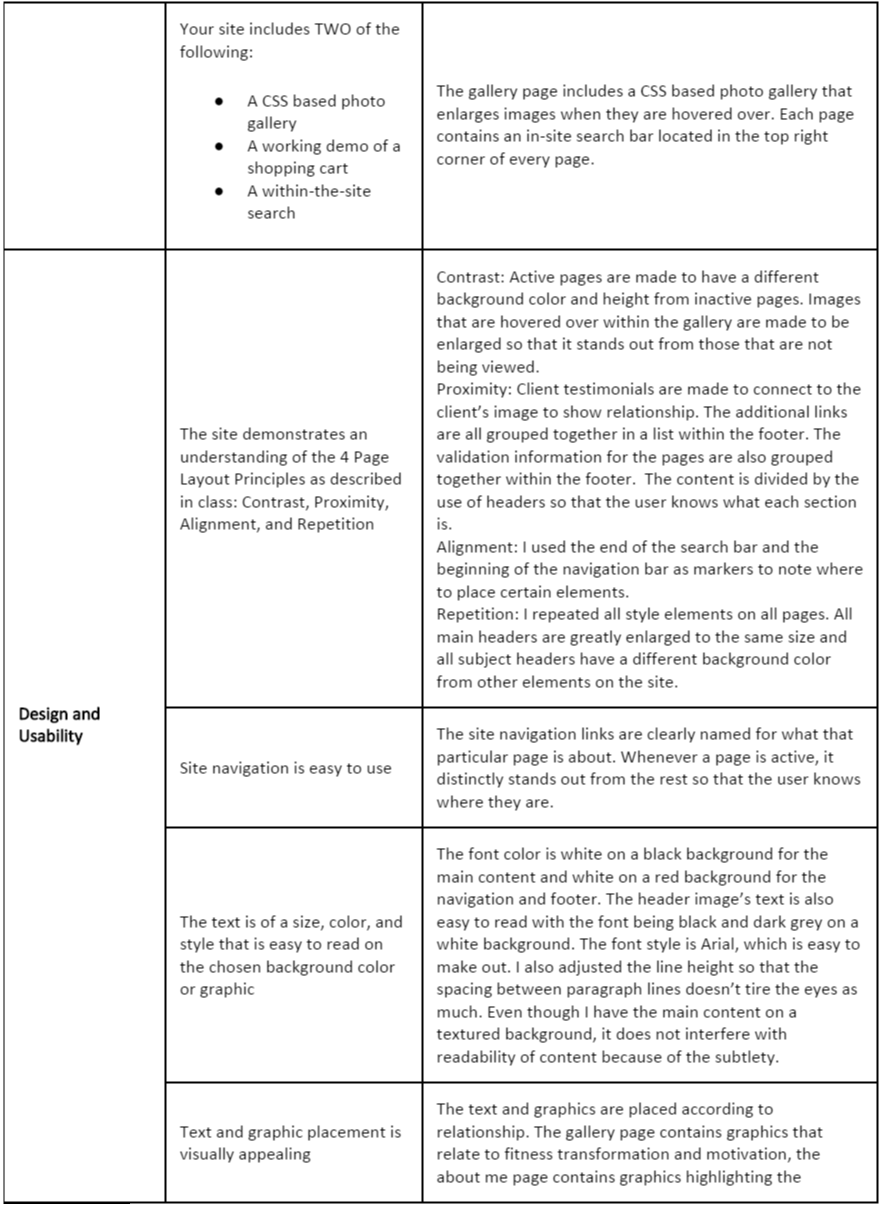 Your site includes TWO of the
following:
● A CSS based photo
gallery
● A working demo of a
shopping cart
● A within-the-site
search
The gallery page includes a CSS based photo gallery that
enlarges images when they are hovered over. Each page
contains an in-site search bar located in the top right
corner of every page.
Design and
Usability
The site demonstrates an
understanding of the 4 Page
Layout Principles as described
in class: Contrast, Proximity,
Alignment, and Repetition
Contrast: Active pages are made to have a different
background color and height from inactive pages. Images
that are hovered over within the gallery are made to be
enlarged so that it stands out from those that are not
being viewed.
Proximity: Client testimonials are made to connect to the
client’s image to show relationship. The additional links
are all grouped together in a list within the footer. The
validation information for the pages are also grouped
together within the footer.  The content is divided by the
use of headers so that the user knows what each section
is.
Alignment: I used the end of the search bar and the
beginning of the navigation bar as markers to note where
to place certain elements.
Repetition: I repeated all style elements on all pages. All
main headers are greatly enlarged to the same size and
all subject headers have a different background color
from other elements on the site.
Site navigation is easy to use
The site navigation links are clearly named for what that
particular page is about. Whenever a page is active, it
distinctly stands out from the rest so that the user knows
where they are.
The text is of a size, color, and
style that is easy to read on
the chosen background color
or graphic
The font color is white on a black background for the
main content and white on a red background for the
navigation and footer. The header image’s text is also
easy to read with the font being black and dark grey on a
white background. The font style is Arial, which is easy to
make out. I also adjusted the line height so that the
spacing between paragraph lines doesn’t tire the eyes as
much. Even though I have the main content on a
textured background, it does not interfere with
readability of content because of the subtlety.
Text and graphic placement is
visually appealing
The text and graphics are placed according to
relationship. The gallery page contains graphics that
relate to fitness transformation and motivation, the
about me page contains graphics highlighting the